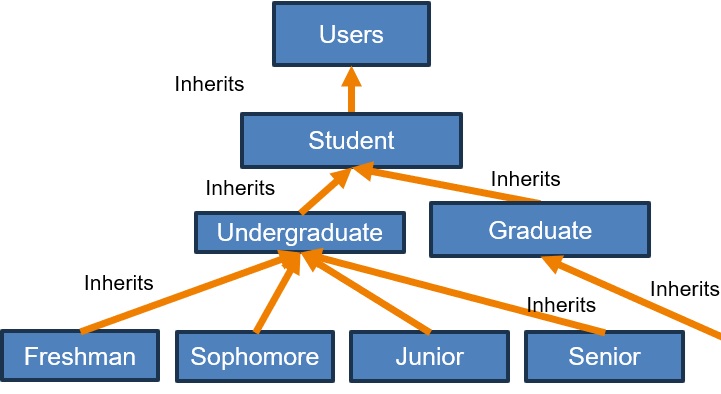 Users
Inherits
Student
Inherits
Inherits
Undergraduate
Graduate
Inherits
Inherits
Inherits
Freshman
Sophomore
Junior
Senior